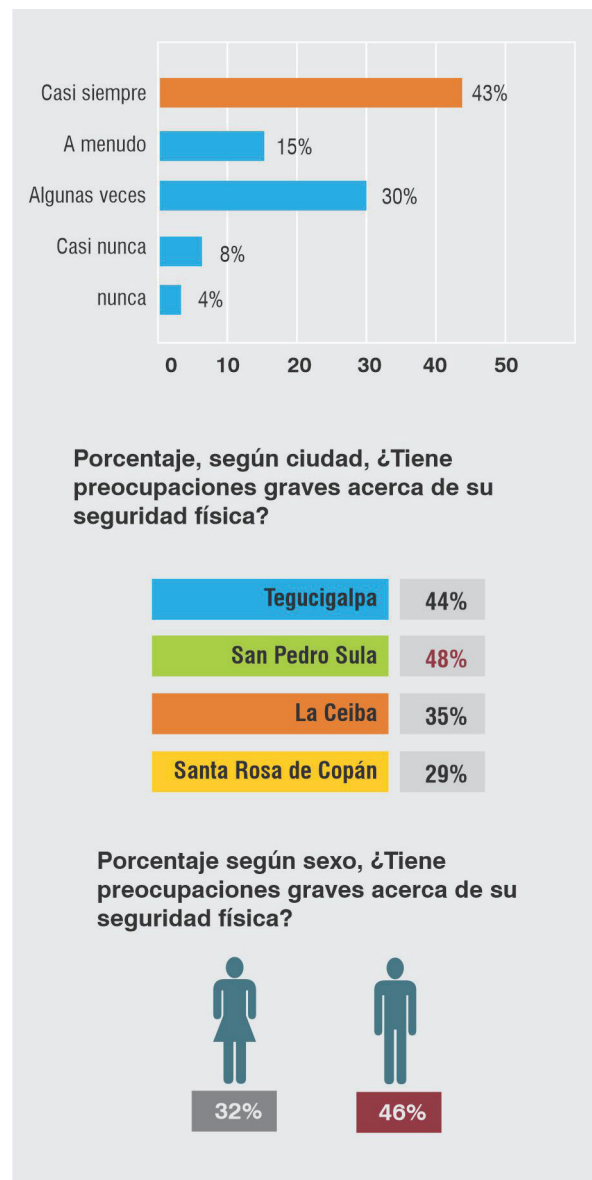 Casi siempre 43%
A menudo 15%
Algunas veces 30%
Casi nunca 8%
nunca 4%
0 10 20 30 40 50
Porcentaje, según ciudad, ¿Tiene
preocupaciones graves acerca de su
seguridad física?
Tegucigalpa 44%
San Pedro Sula 48%
La Ceiba 35%
Santa Rosa de Copán 29%
Porcentaje según sexo, ¿Tiene
preocupaciones graves acerca de su
seguridad física?
32% 46%